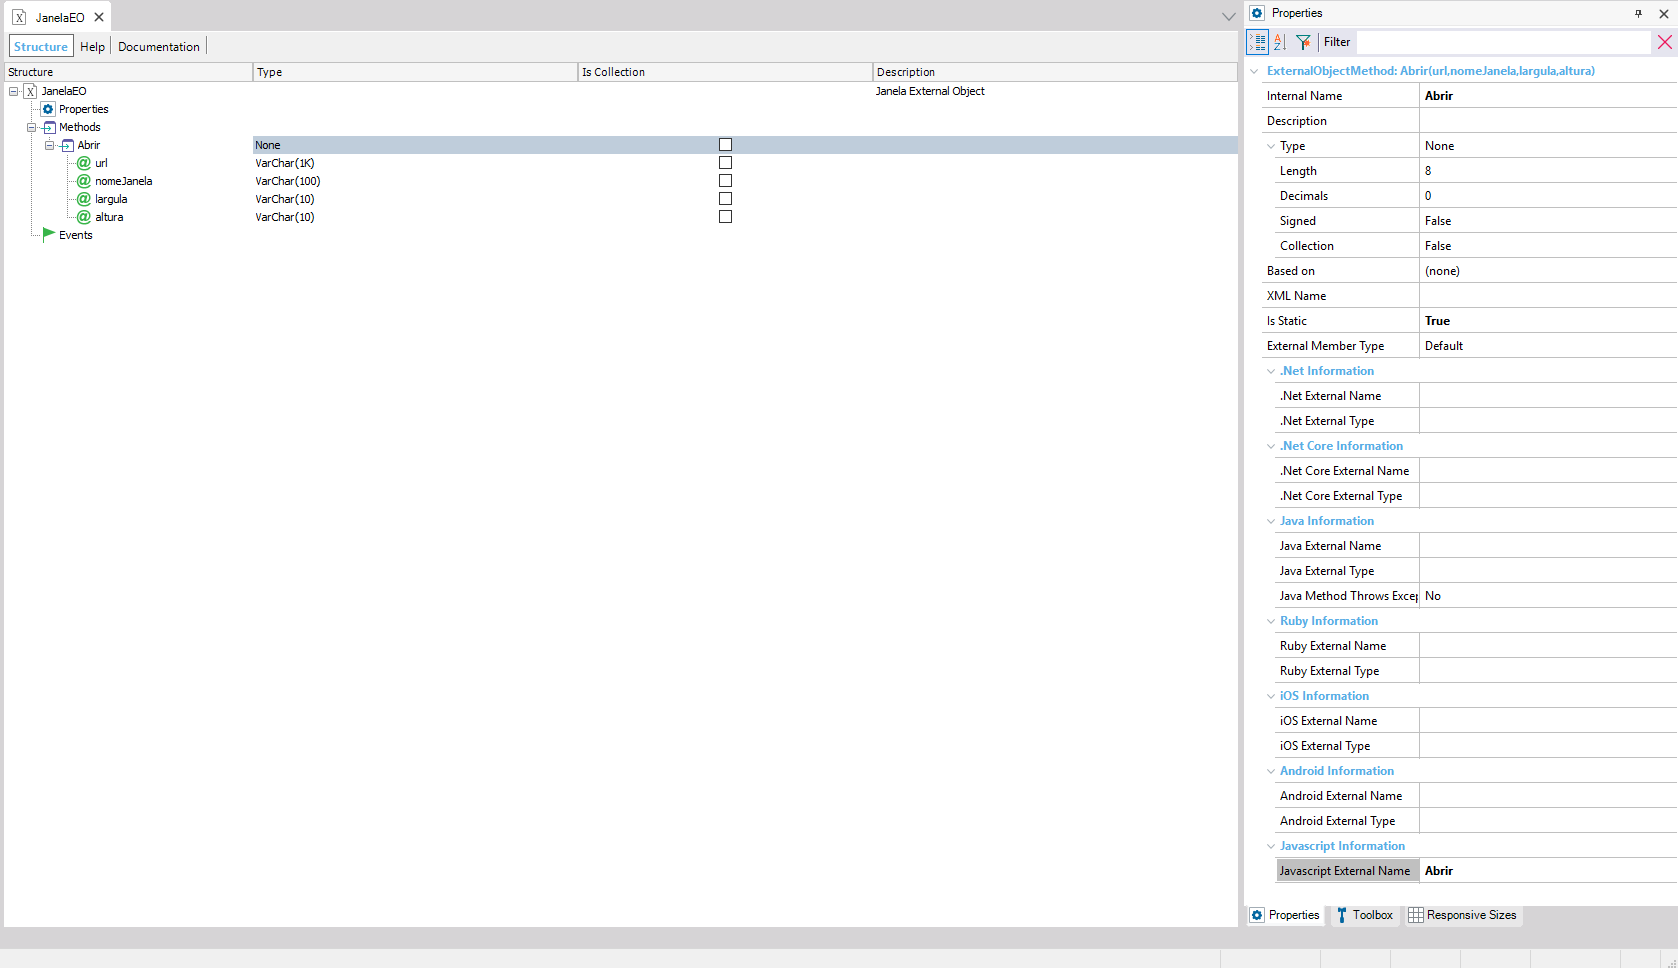 JanelaEO
Structure Help Documentation
Structure Type Is Collection Description
JanelaEO Janela External Object
Properties
Methods
Abrir None
url VarChar(1K)
nomeJanela VarChar(100)
largula VarChar(10)
altura VarChar(10)
Events
Properties
Filter
ExternalObjectMethod: Abrir(url,nomeJanela,largula,altura)
Internal Name Abrir
Description
Type None
Length 8
Decimals 0
Signed False
Collection False
Based on (none)
XML Name
Is Static True
External Member Type Default
.Net Information
.Net External Name
.Net External Type
.Net Core Information
.Net Core External Name
.Net Core External Type
Java Information
Java External Name
Java External Type
Java Method Throws Excep No
Ruby Information
Ruby External Name
Ruby External Type
iOS Information
iOS External Name
iOS External Type
Android Information
Android External Name
Android External Type
Javascript Information
Javascript External Name Abrir
Properties Toolbox Responsive Sizes